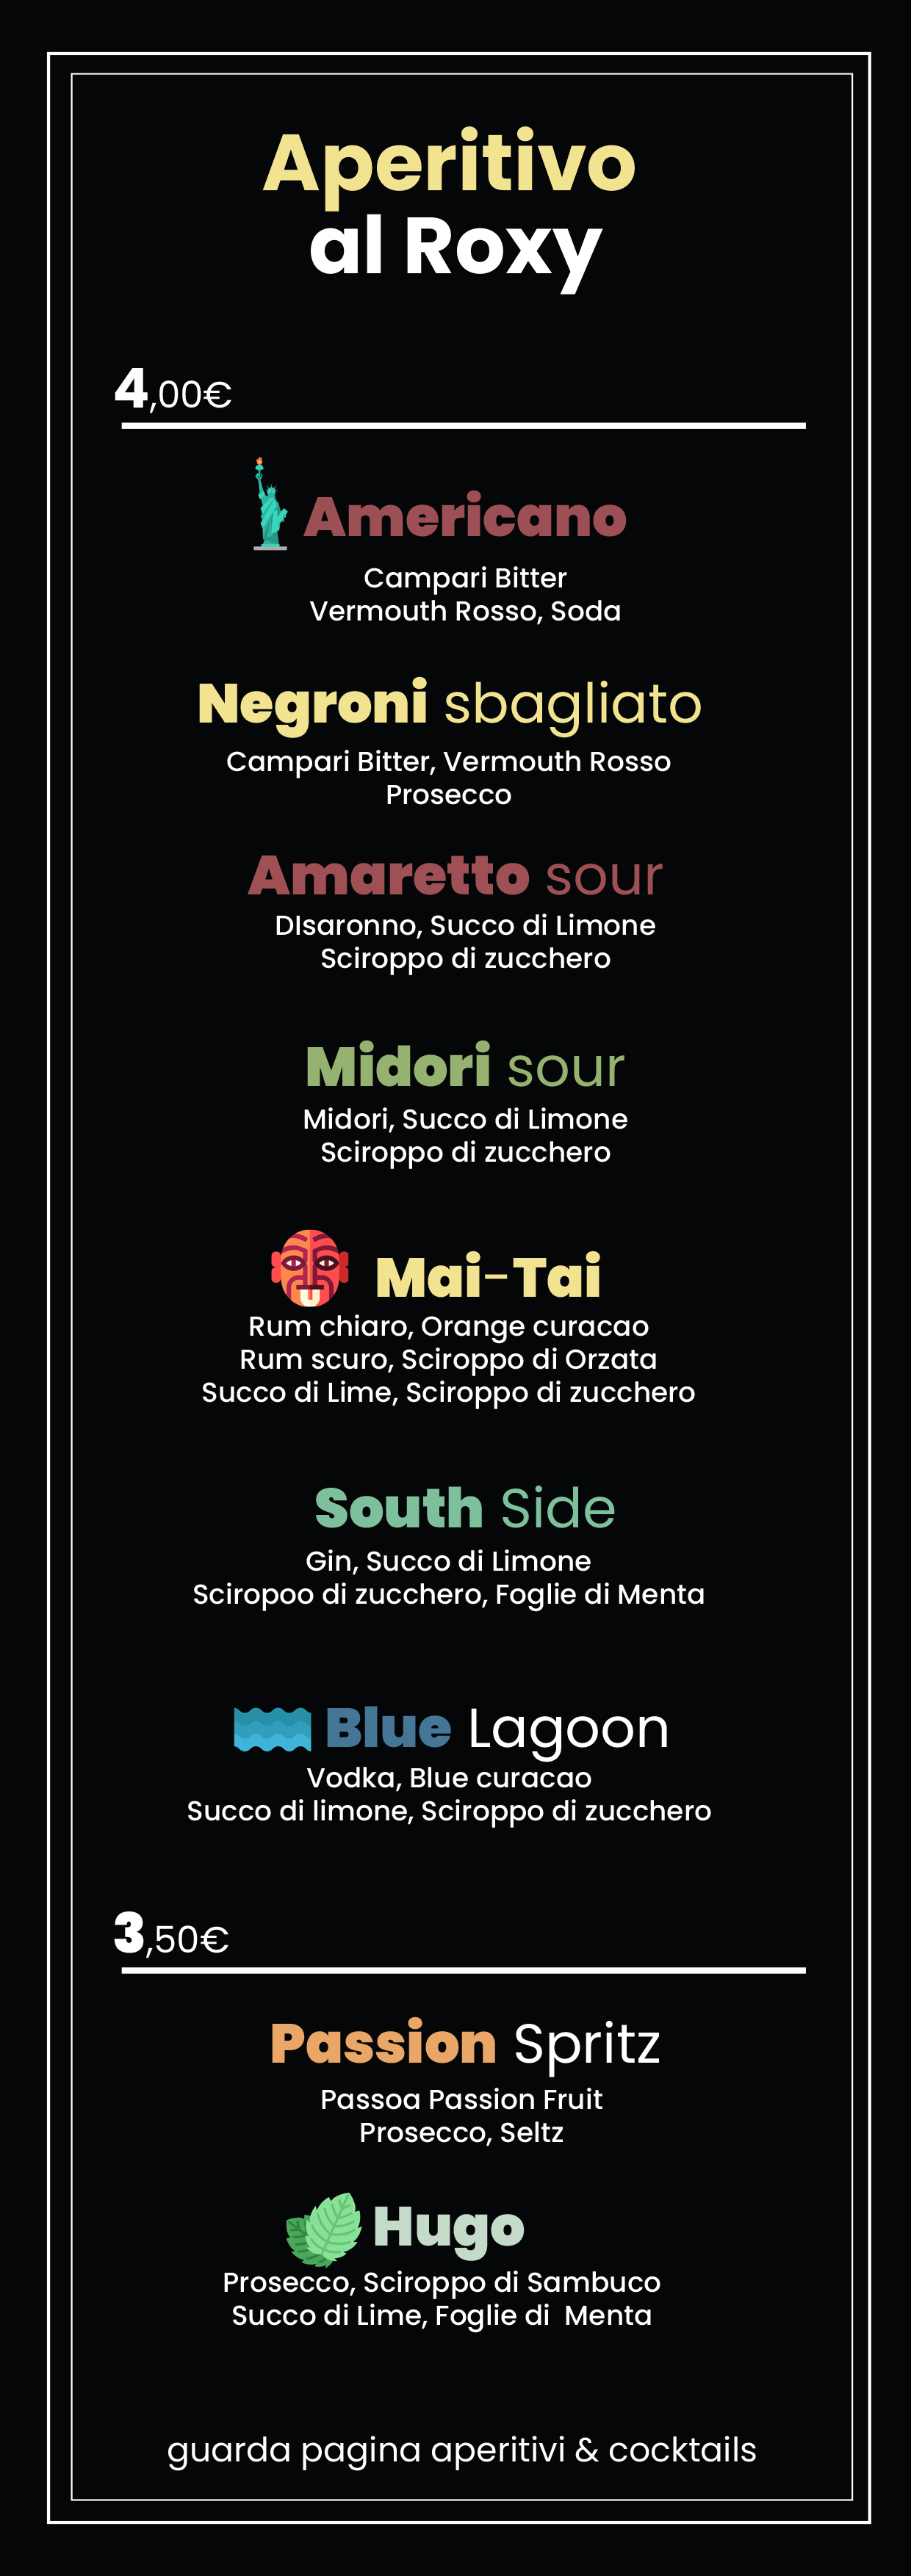 Aperitivo
al Roxy
4,00€
Americano
Campari Bitter
Vermouth Rosso, Soda
Negroni sbagliato
Campari Bitter, Vermouth Rosso
Prosecco
Amaretto sour
DIsaronno, Succo di Limone
Sciroppo di zucchero
Midori sour
Midori, Succo di Limone
Sciroppo di zucchero
Mai-Tai
Rum chiaro, Orange curacao
Rum scuro, Sciroppo di Orzata
Succo di Lime, Sciroppo di zucchero
South Side
Gin, Succo di Limone
Sciropoo di zucchero, Foglie di Menta
Blue Lagoon
Vodka, Blue curacao
Succo di limone, Sciroppo di zucchero
3,50€
Passion Spritz
Passoa Passion Fruit
Prosecco, Seltz
Hugo
Prosecco, Sciroppo di Sambuco
Succo di Lime, Foglie di  Menta
guarda pagina aperitivi & cocktails